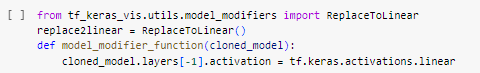 [ ] from tf_keras_vis.utils.model_modifiers import ReplaceToLinear
replace2linear = ReplaceToLinear()
def model_modifier_function(cloned_model):
    cloned_model.layers[-1].activation = tf.keras.activations.linear